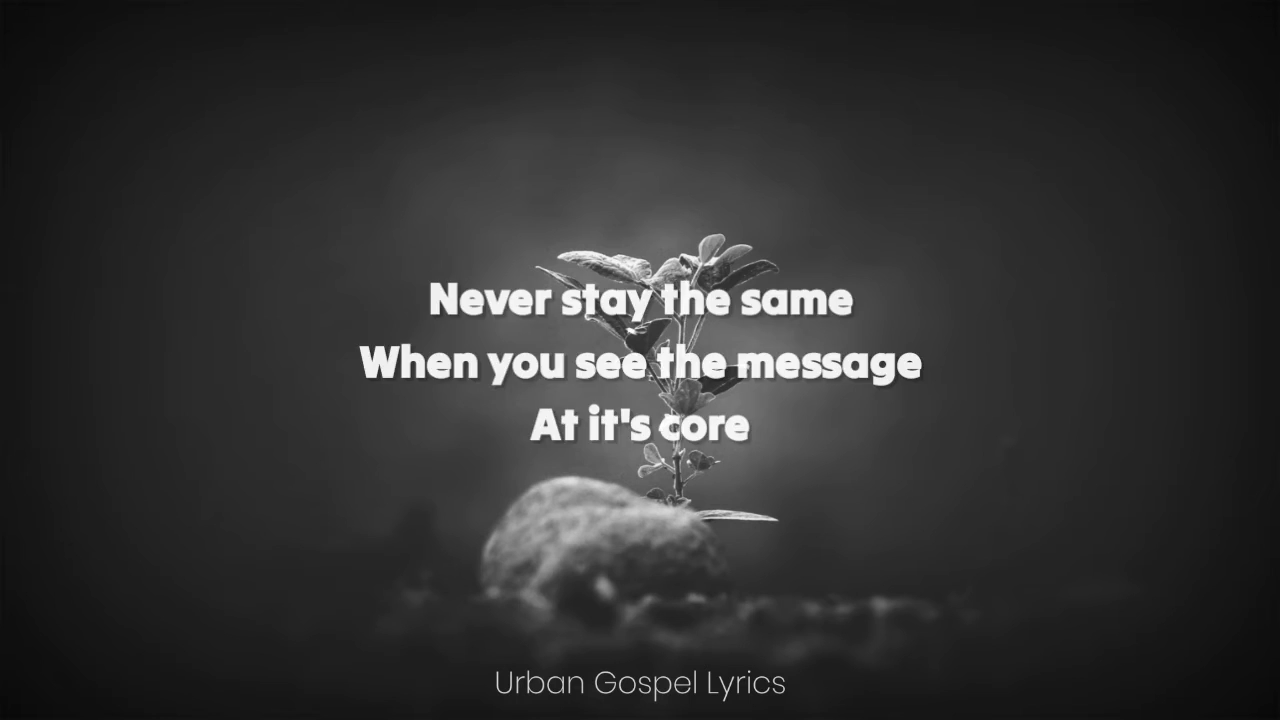 Never stay the same
When you see the message
At it's core
Urban Gospel Lyrics